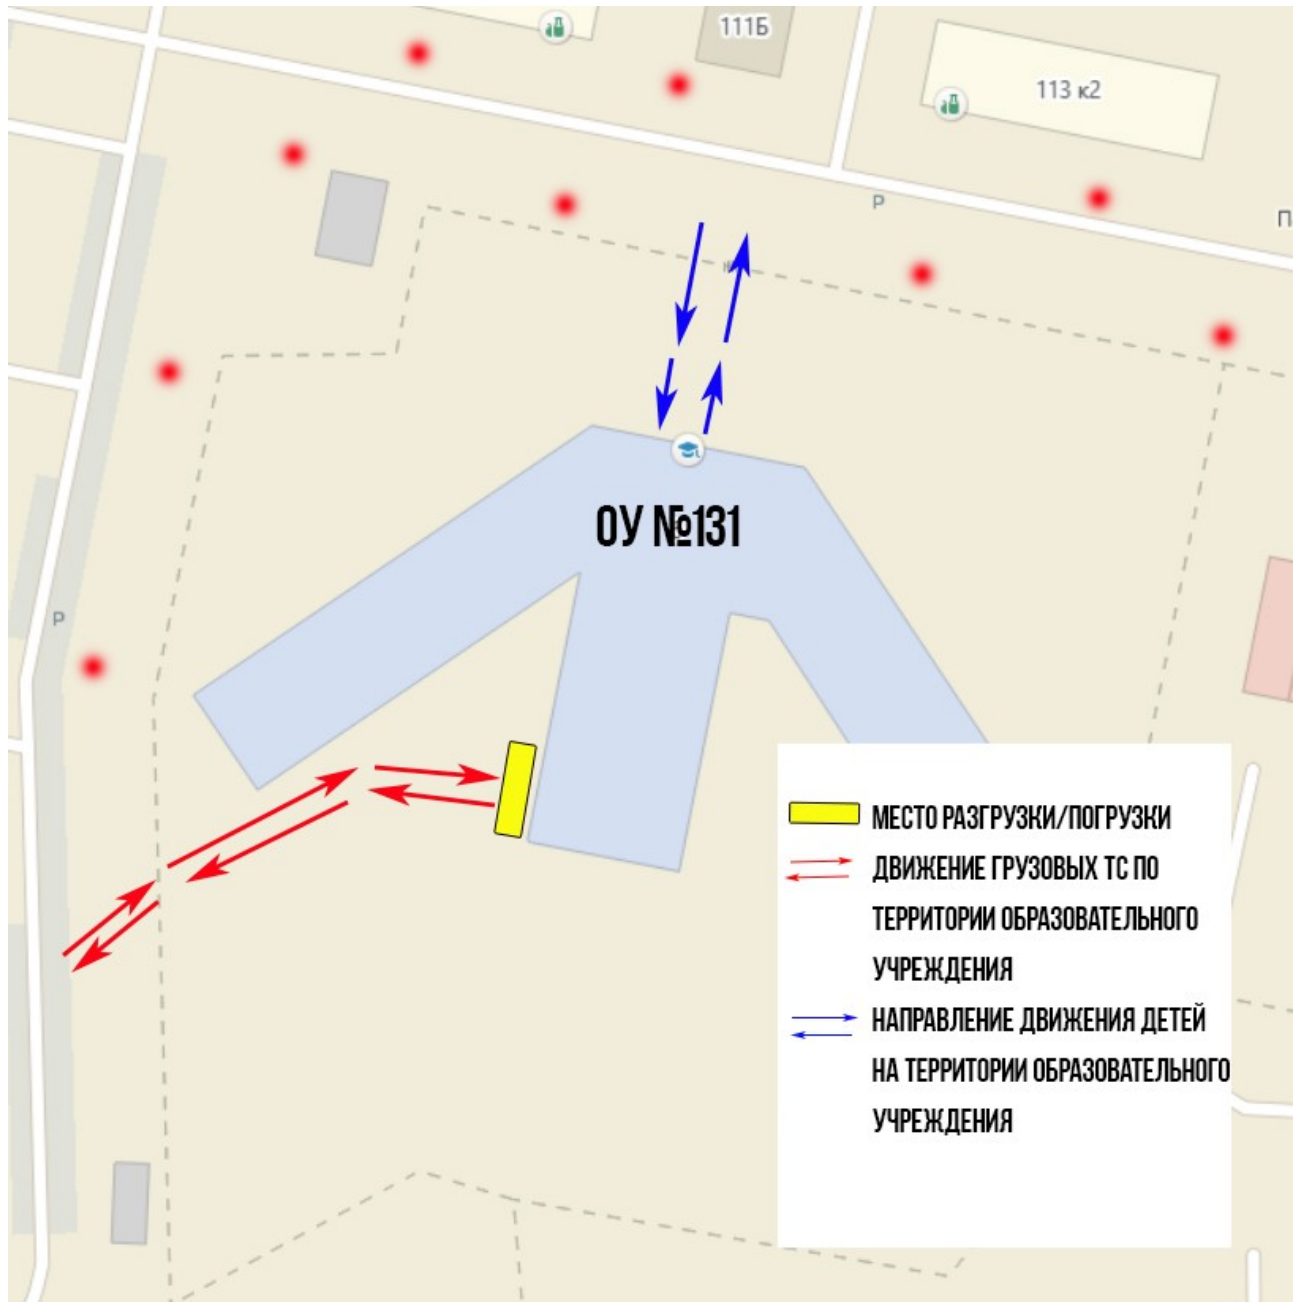 111Б
113 к2
P
П
ОУ №131
P
МЕСТО РАЗГРУЗКИ/ПОГРУЗКИ
ДВИЖЕНИЕ ГРУЗОВЫХ ТС ПО
ТЕРРИТОРИИ ОБРАЗОВАТЕЛЬНОГО
УЧРЕЖДЕНИЯ
НАПРАВЛЕНИЕ ДВИЖЕНИЯ ДЕТЕЙ
НА ТЕРРИТОРИИ ОБРАЗОВАТЕЛЬНОГО
УЧРЕЖДЕНИЯ